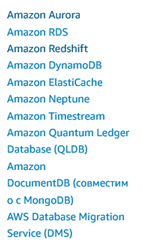 Amazon Aurora
Amazon RDS
Amazon Redshift
Amazon DynamoDB
Amazon ElastiCache
Amazon Neptune
Amazon Timestream
Amazon Quantum Ledger
Database (QLDB)
Amazon
DocumentDB (совместим
о с MongoDB)
AWS Database Migration
Service (DMS)